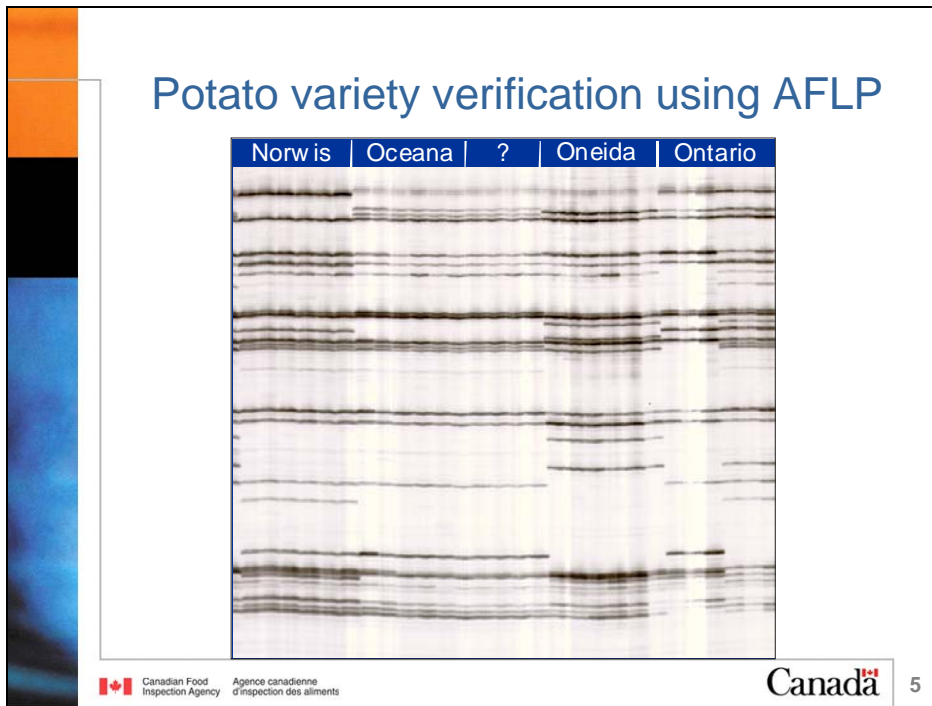 Potato variety verification using AFLP
Norwis | Oceana | ? | Oneida | Ontario
Canadian Food Inspection Agency
Agence canadienne d'inspection des aliments
Canada
5